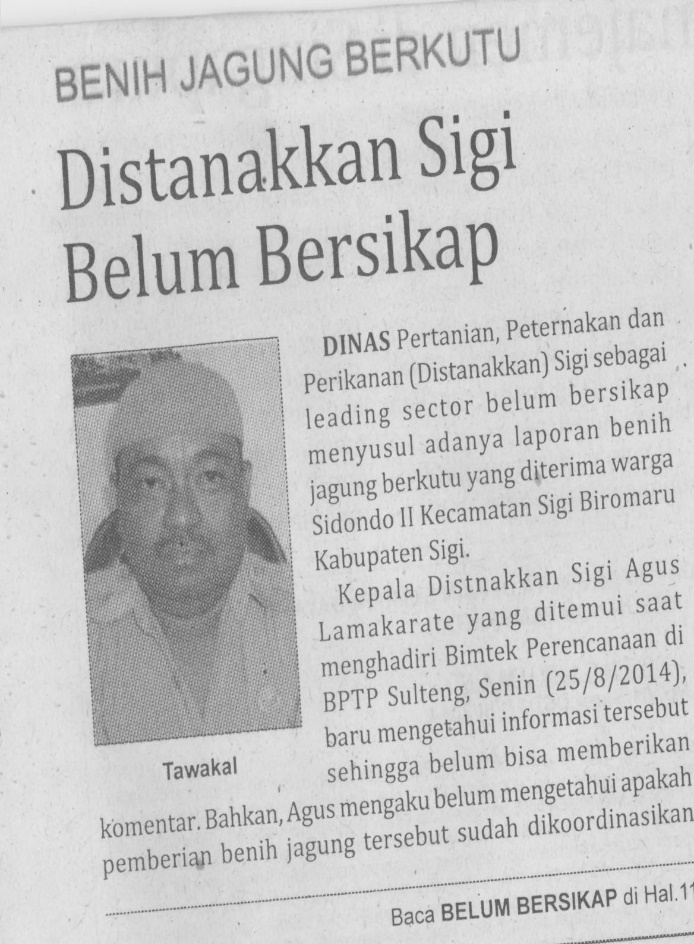 BENIH JAGUNG BERKUTU
Distanakkan Sigi
Belum Bersikap
DINAS Pertanian, Peternakan dan
Perikanan (Distanakkan) Sigi sebagai
leading sector belum bersikap
menyusul adanya laporan benih
jagung berkutu yang diterima warga
Sidondo II Kecamatan Sigi Biromaru
Kabupaten Sigi.
Kepala Distnakkan Sigi Agus
Lamakarate yang ditemui saat
menghadiri Bimtek Perencanaan di
BPTP Sulteng, Senin (25/8/2014),
baru mengetahui informasi tersebut
sehingga belum bisa memberikan
komentar. Bahkan, Agus mengaku belum mengetahui apakah
pemberian benih jagung tersebut sudah dikoordinasikan
Tawakal
Baca BELUM BERSIKAP di Hal.11